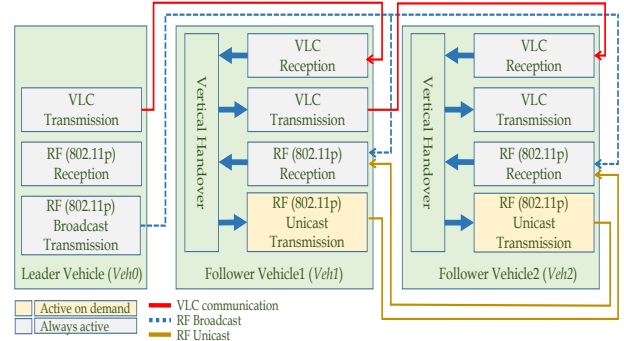 VLC
Transmission
RF (802.11p)
Reception
RF (802.11p)
Broadcast
Transmission
Leader Vehicle (Veh0)
Vertical Handover
VLC
Reception
VLC
Transmission
RF (802.11p)
Reception
RF (802.11p)
Unicast
Transmission
Follower Vehicle1 (Veh1)
Vertical Handover
VLC
Reception
VLC
Transmission
RF (802.11p)
Reception
RF (802.11p)
Unicast
Transmission
Follower Vehicle2 (Veh2)
Active on demand
Always active
VLC communication
RF Broadcast
RF Unicast